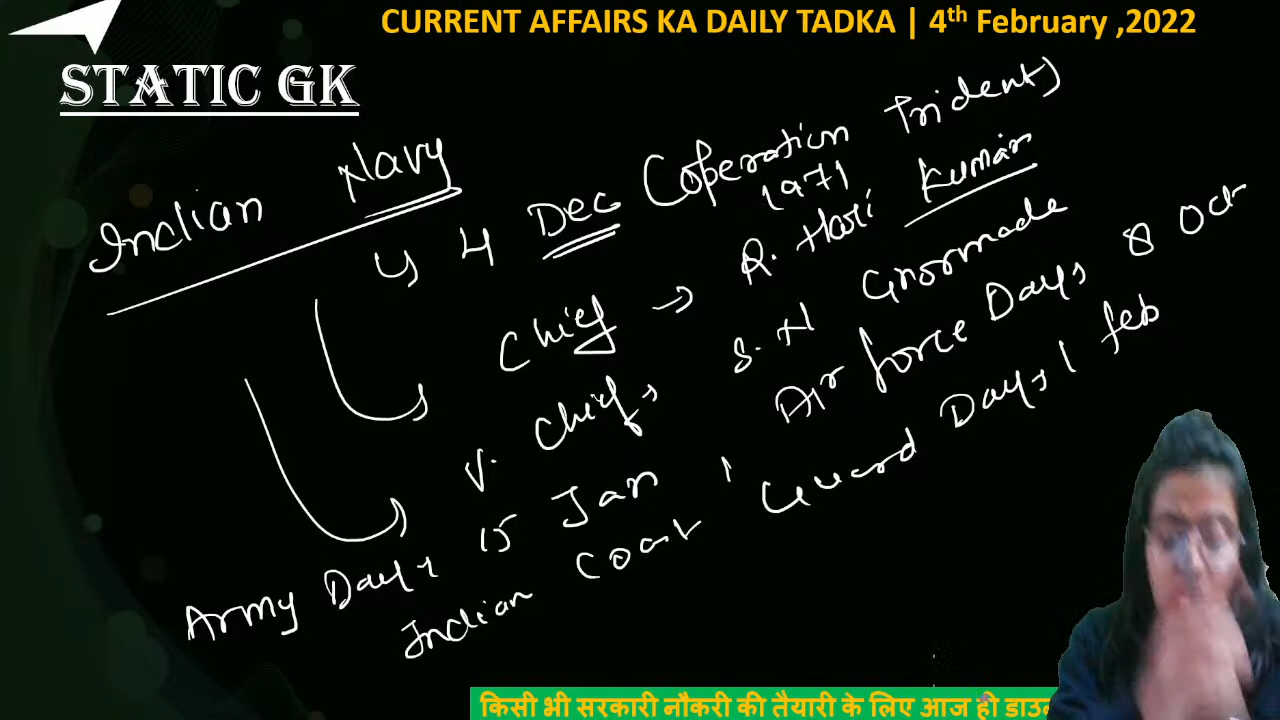 CURRENT AFFAIRS KA DAILY TADKA | 4th February ,2022
STATIC GK
Indian Navy
4 Dec (Operation Trident)
1971
Chief → R. Hari Kumar
V. Chief → S. N Ghormade
Army Day → 15 Jan , Air force Day → 8 Oct
Indian Coast Guard Day → 1 feb
किसी भी सरकारी नौकरी की तैयारी के लिए आज ही